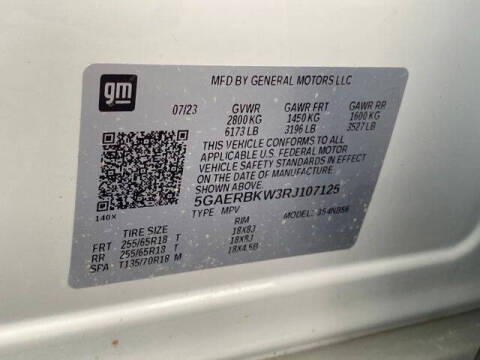 gm
MFD BY GENERAL MOTORS LLC
07/23 GVWR GAWR FRT GAWR RR
2800 KG 1450 KG 1600 KG
6173 LB 3196 LB 3527 LB
THIS VEHICLE CONFORMS TO ALL
APPLICABLE U.S. FEDERAL MOTOR
VEHICLE SAFETY STANDARDS IN EFFECT
ON THE DATE OF MANUFACTURE
SHOWN ABOVE.
5GAERBKW3RJ107125
140X
TYPE MPV MODEL: 354NB56
TIRE SIZE RIM
FRT 255/65R18 T 18X8J
RR 255/65R18 T 18X8J
SPA T135/70R18 M 18X4.5B